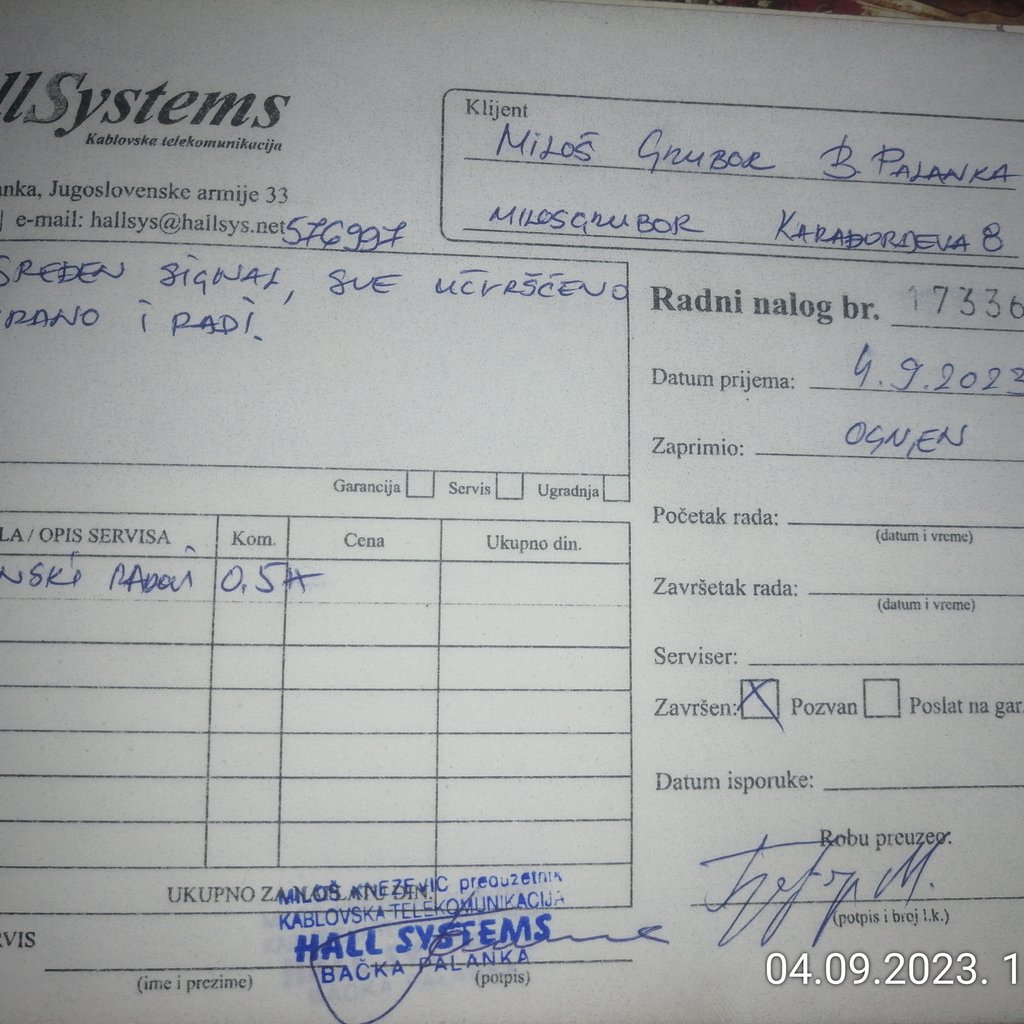 llSystems
Kablovska telekomunikacija
anka, Jugoslovenske armije 33
| e-mail: hallsys@hallsys.net 576997
Klijent
MILOŠ GRUBOR B. PALANKA
MILOSGRUBOR KARAĐORĐEVA 8
SREĐEN SIGNAL, SVE UČVRŠĆENO
RANO I RADI.
Garancija Servis Ugradnja
Radni nalog br. 17336
Datum prijema: 4.9.2023
Zaprimio: OGNJEN
Početak rada:
(datum i vreme)
Završetak rada:
(datum i vreme)
Serviser:
Završen: X Pozvan Poslat na gar.
Datum isporuke:
Robu preuzeo:
(potpis i broj l.k.)
LA / OPIS SERVISA Kom. Cena Ukupno din.
NSKI RADOVI 0.5H
UKUPNO ZA
MILOŠ KNEZEVIC preduzetnik
KABLOVSKA TELEKOMUNIKACIJA
HALL SYSTEMS
BAČKA PALANKA
RVIS
(ime i prezime) (potpis)
04.09.2023. 1